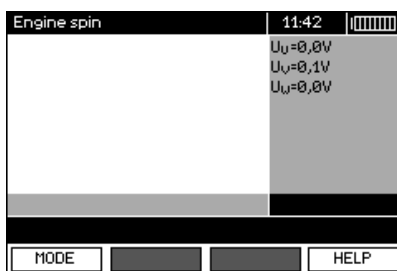 Engine spin 11:42
Uᵤ=0,0V
Uᵥ=0,1V
U𝓌=0,0V
MODE HELP